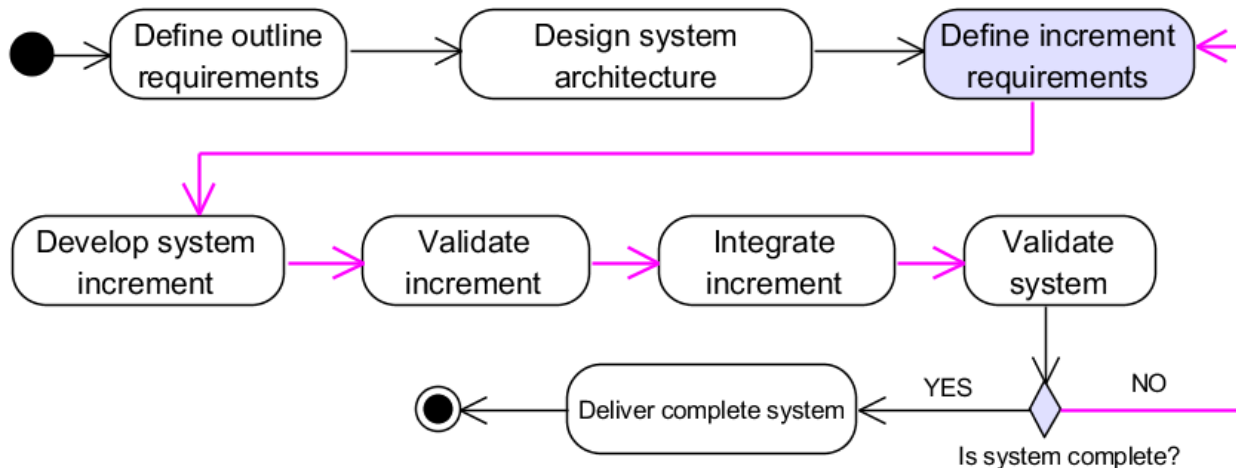 Define outline
requirements
Design system
architecture
Define increment
requirements
Develop system
increment
Validate
increment
Integrate
increment
Validate
system
Deliver complete system
YES
NO
Is system complete?